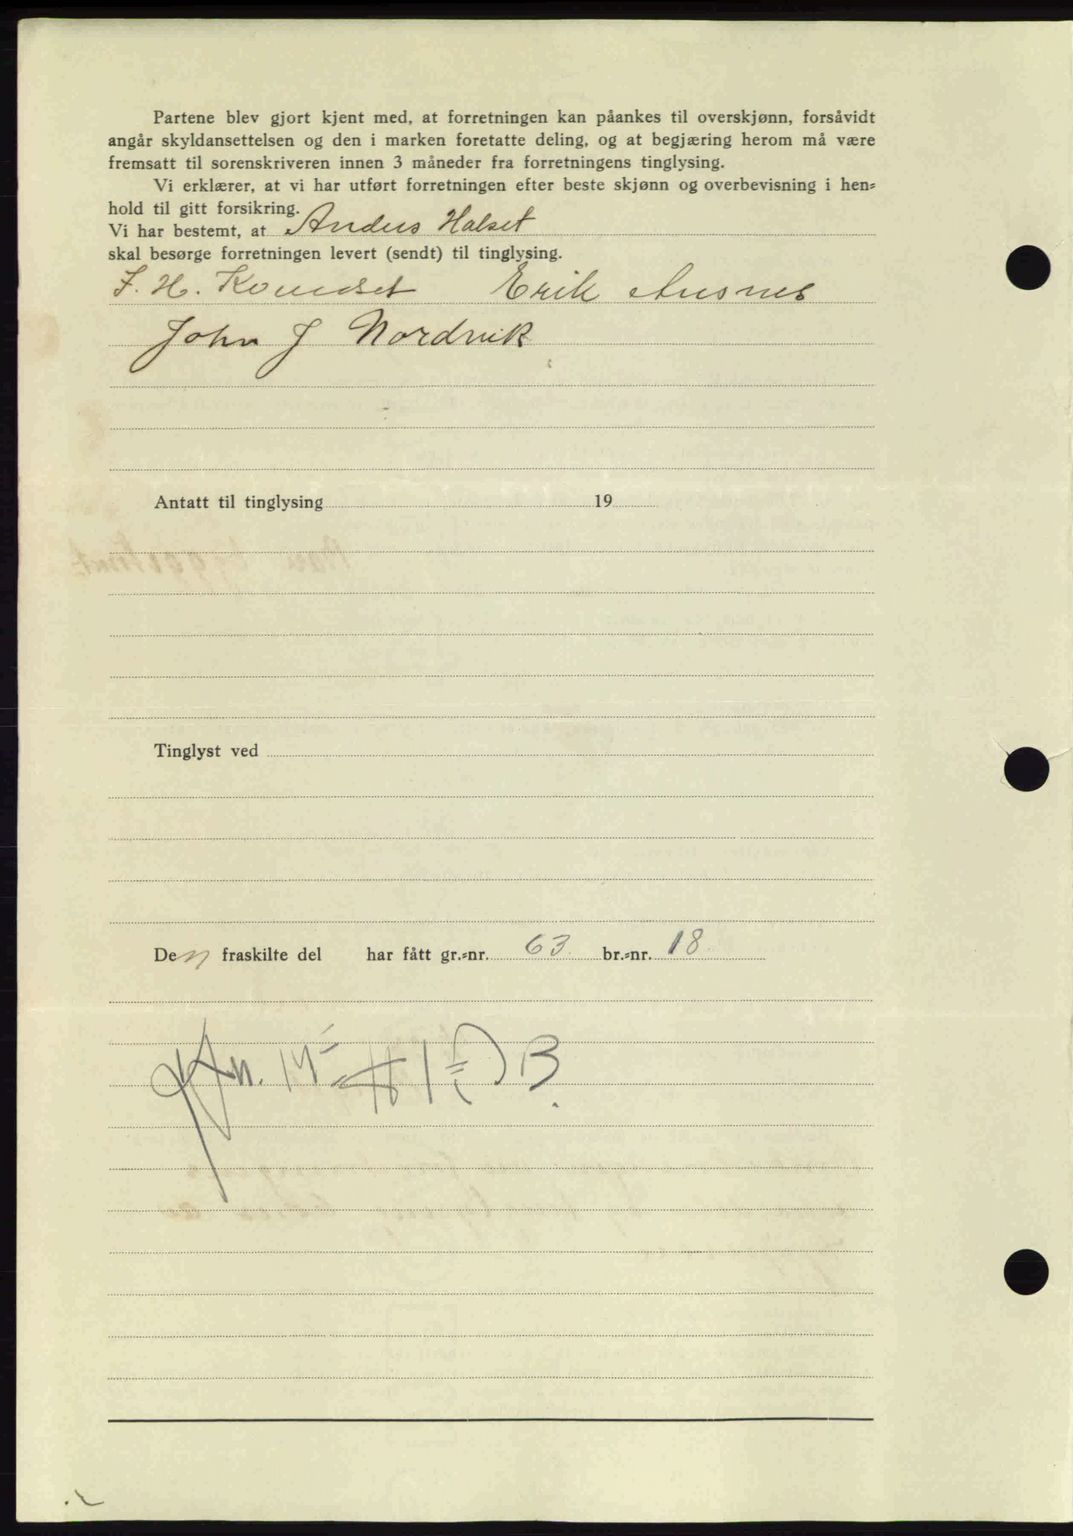 Partene blev gjort kjent med, at forretningen kan påankes til overskjønn, forsåvidt
angår skyldansettelsen og den i marken foretatte deling, og at begjæring herom må være
fremsatt til sorenskriveren innen 3 måneder fra forretningens tinglysing.
Vi erklærer, at vi har utført forretningen efter beste skjønn og overbevisning i hen=
hold til gitt forsikring.
Vi har bestemt, at Anders Halset
skal besørge forretningen levert (sendt) til tinglysing.
J. H. Erik Ausnes
John J Nordvik
Antatt til tinglysing 19
Tinglyst ved
Den fraskilte del har fått gr.=nr. 63 br.=nr. 18
B.